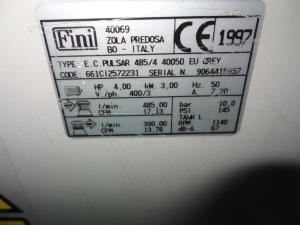 Fini
40069
ZOLA PREDOSA
BO - ITALY
CE 1997
TYPE: E.C.PULSAR 485/4 40050 EU GREY
CODE: 661CI2572231 SERIAL N. 9064415957
HP 4,00 kW. 3,00 Hz. 50
V./ph 400/3 A. 7,20
l/min. 485,00 bar 10,0
CFM 17,13 PSI 145
TANK L
l/min. 390,00 RPM 1140
CFM 13,78 dB-A 67